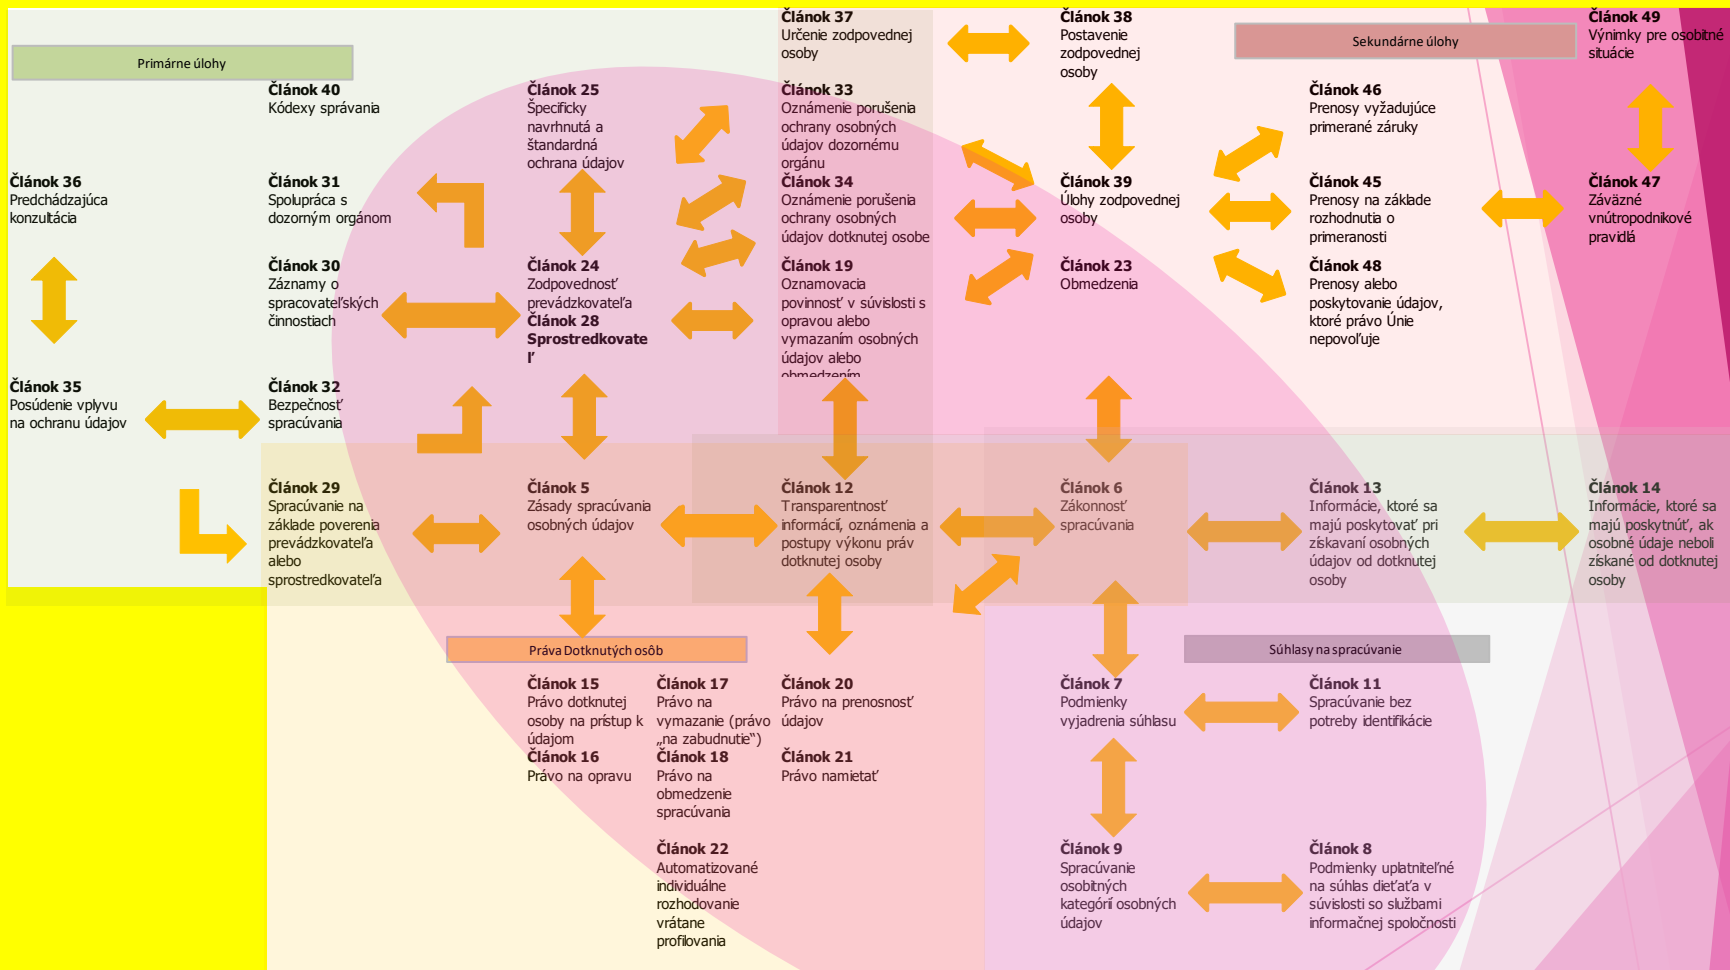 Primárne úlohy
Sekundárne úlohy
Článok 37
Určenie zodpovednej
osoby
Článok 38
Postavenie
zodpovednej
osoby
Článok 49
Výnimky pre osobitné
situácie
Článok 40
Kódexy správania
Článok 25
Špecificky
navrhnutá a
štandardná
ochrana údajov
Článok 33
Oznámenie porušenia
ochrany osobných
údajov dozornému
orgánu
Článok 46
Prenosy vyžadujúce
primerané záruky
Článok 36
Predchádzajúca
konzultácia
Článok 31
Spolupráca s
dozorným orgánom
Článok 34
Oznámenie porušenia
ochrany osobných
údajov dotknutej osobe
Článok 39
Úlohy zodpovednej
osoby
Článok 45
Prenosy na základe
rozhodnutia o
primeranosti
Článok 47
Záväzné
vnútropodnikové
pravidlá
Článok 30
Záznamy o
spracovateľských
činnostiach
Článok 24
Zodpovednosť
prevádzkovateľa
Článok 28
Sprostredkovate
ľ
Článok 19
Oznamovacia
povinnosť v súvislosti s
opravou alebo
vymazaním osobných
údajov alebo
obmedzením
Článok 23
Obmedzenia
Článok 48
Prenosy alebo
poskytovanie údajov,
ktoré právo Únie
nepovoľuje
Článok 35
Posúdenie vplyvu
na ochranu údajov
Článok 32
Bezpečnosť
spracúvania
Článok 29
Spracúvanie na
základe poverenia
prevádzkovateľa
alebo
sprostredkovateľa
Článok 5
Zásady spracúvania
osobných údajov
Článok 12
Transparentnosť
informácií, oznámenia a
postupy výkonu práv
dotknutej osoby
Článok 6
Zákonnosť
spracúvania
Článok 13
Informácie, ktoré sa
majú poskytovať pri
získavaní osobných
údajov od dotknutej
osoby
Článok 14
Informácie, ktoré sa
majú poskytnúť, ak
osobné údaje neboli
získané od dotknutej
osoby
Práva Dotknutých osôb
Súhlasy na spracúvanie
Článok 15
Právo dotknutej
osoby na prístup k
údajom
Článok 16
Právo na opravu
Článok 17
Právo na
vymazanie (právo
„na zabudnutie“)
Článok 18
Právo na
obmedzenie
spracúvania
Článok 20
Právo na prenosnosť
údajov
Článok 21
Právo namietať
Článok 7
Podmienky
vyjadrenia súhlasu
Článok 11
Spracúvanie bez
potreby identifikácie
Článok 22
Automatizované
individuálne
rozhodovanie
vrátane
profilovania
Článok 9
Spracúvanie
osobitných
kategórií osobných
údajov
Článok 8
Podmienky uplatniteľné
na súhlas dieťaťa v
súvislosti so službami
informačnej spoločnosti